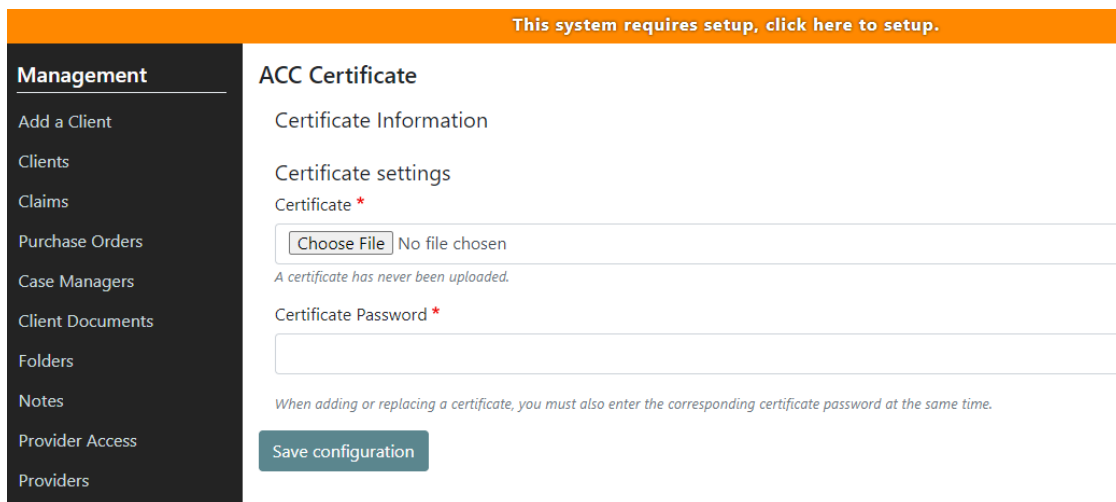 This system requires setup, click here to setup.
Management
Add a Client
Clients
Claims
Purchase Orders
Case Managers
Client Documents
Folders
Notes
Provider Access
Providers
ACC Certificate
Certificate Information
Certificate settings
Certificate *
Choose File No file chosen
A certificate has never been uploaded.
Certificate Password *
When adding or replacing a certificate, you must also enter the corresponding certificate password at the same time.
Save configuration